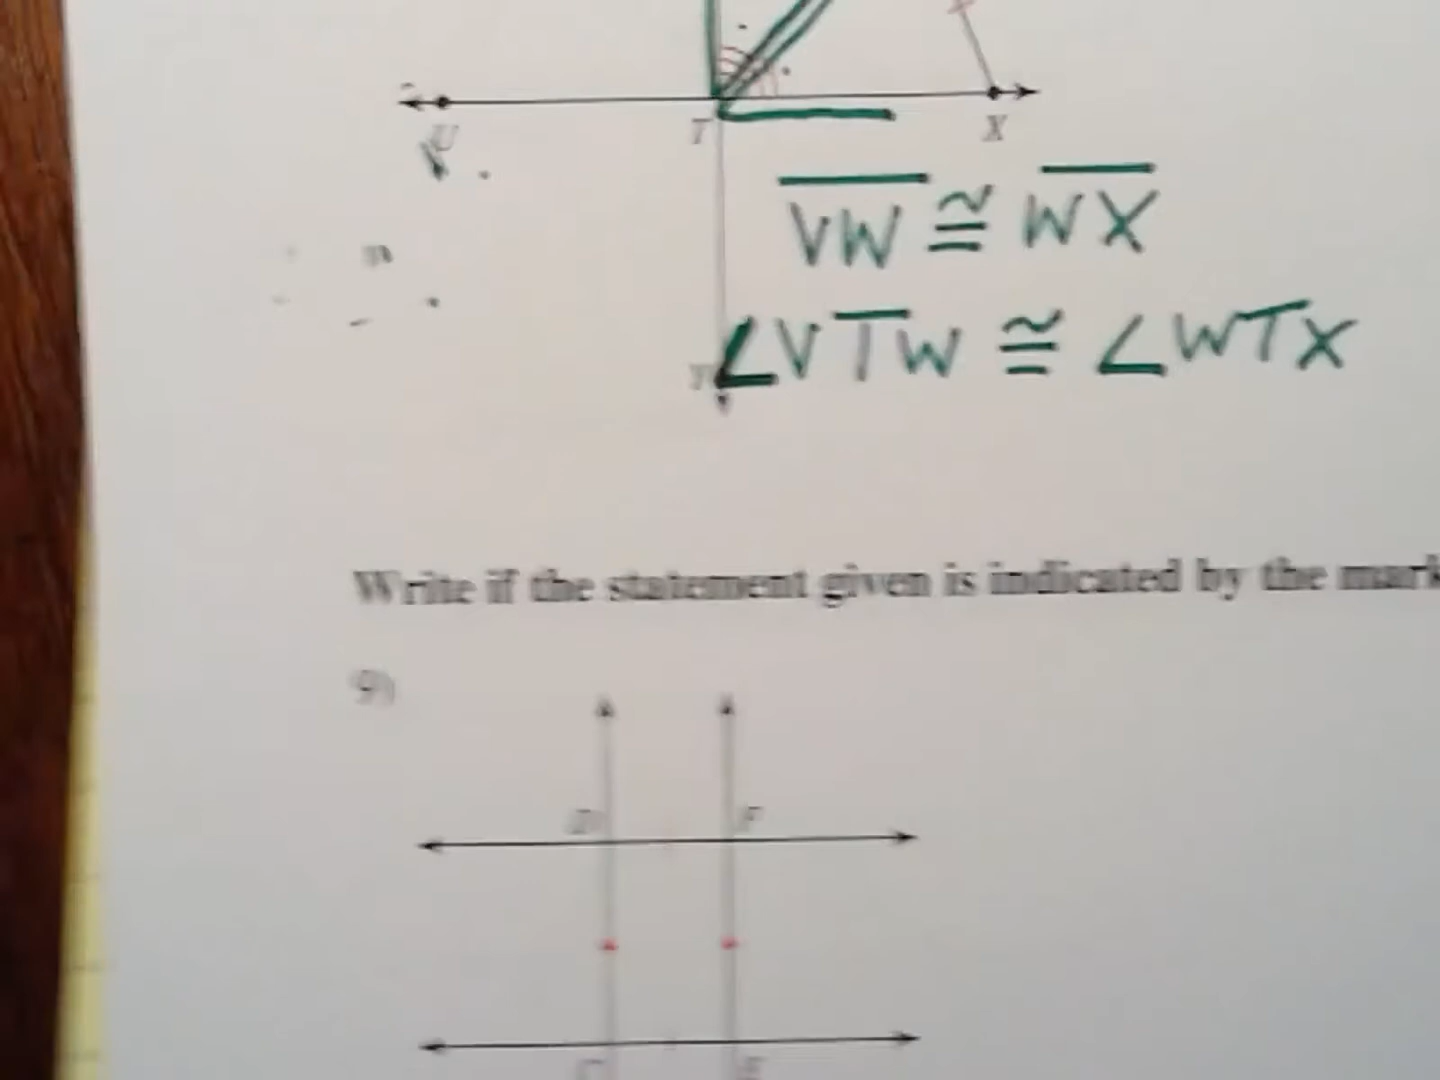 U T X
V
VW ≅ WX
∠VTW ≅ ∠WTX
Y
Write if the statement given is indicated by the mark
9)
D F
C E